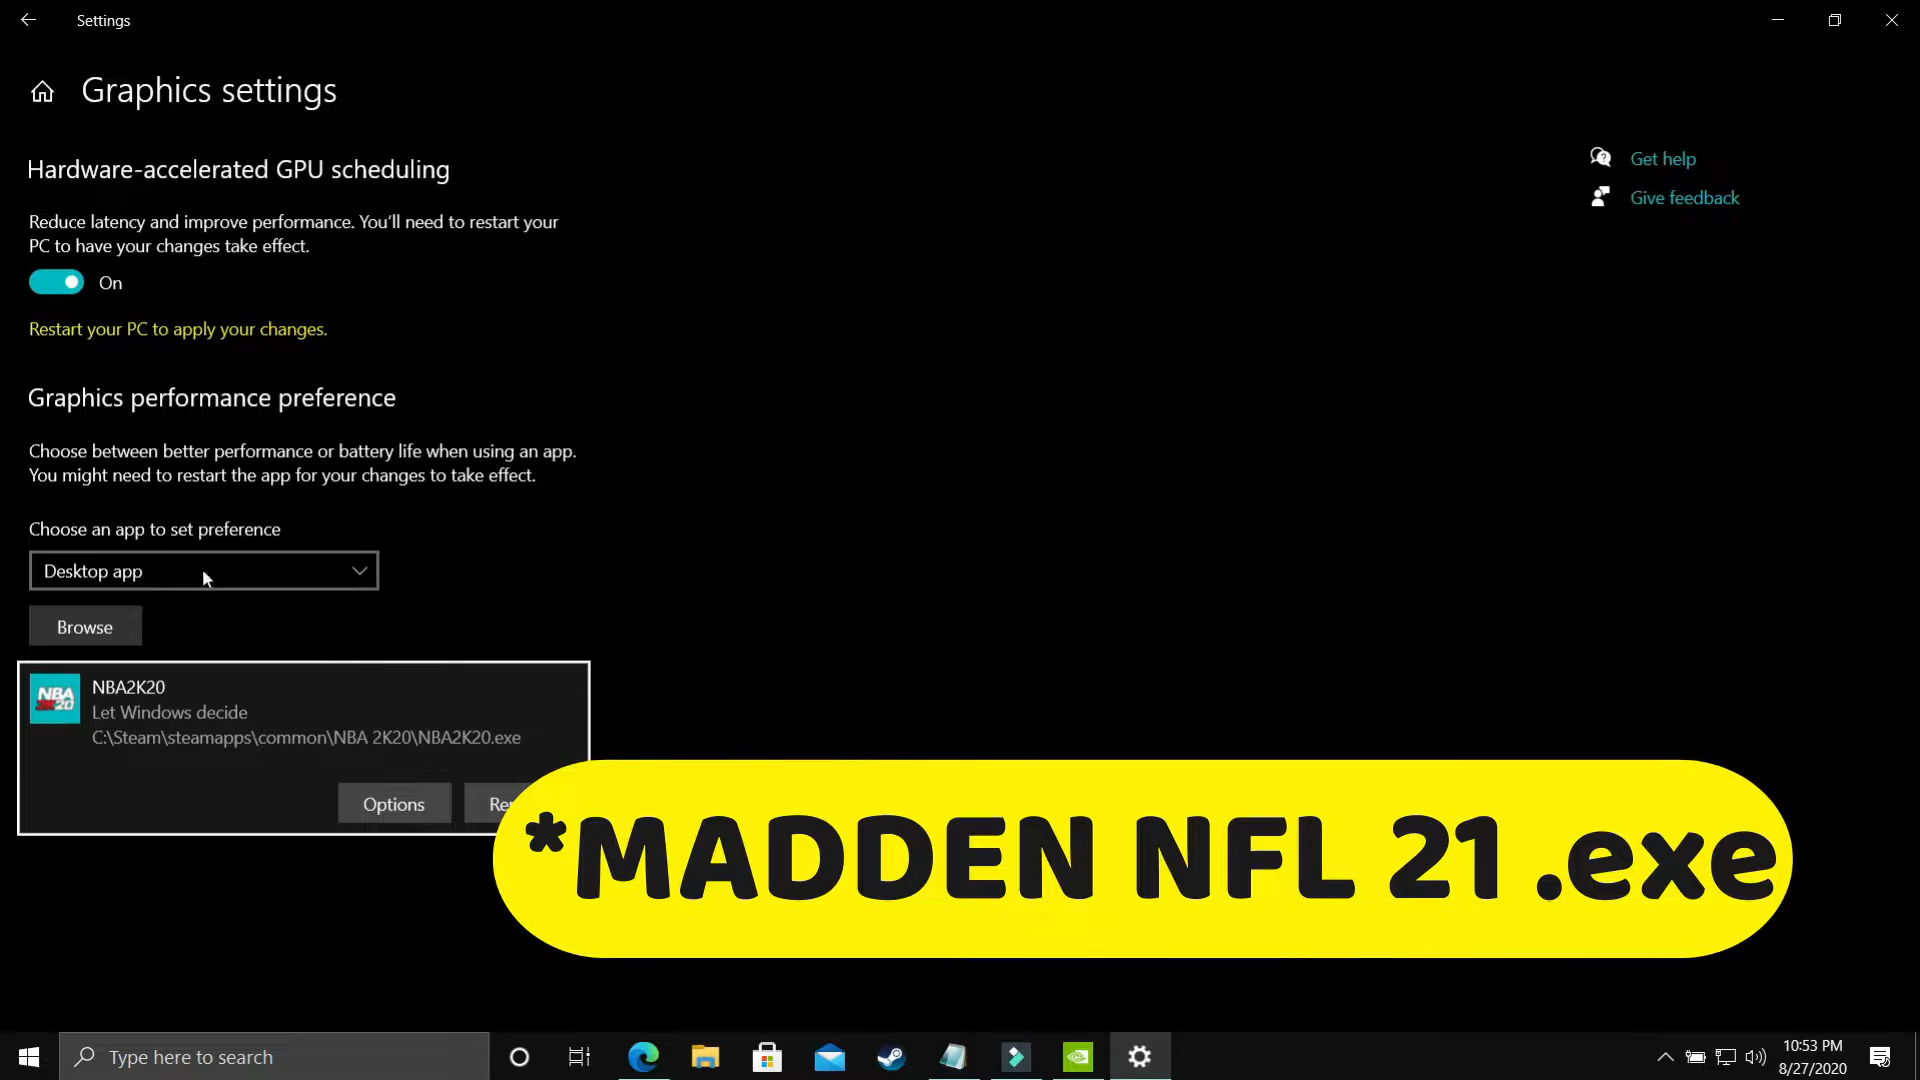 Settings
Graphics settings
Hardware-accelerated GPU scheduling
Reduce latency and improve performance. You'll need to restart your
PC to have your changes take effect.
On
Restart your PC to apply your changes.
Graphics performance preference
Choose between better performance or battery life when using an app.
You might need to restart the app for your changes to take effect.
Choose an app to set preference
Desktop app
Browse
NBA
2K20
NBA2K20
Let Windows decide
C:\Steam\steamapps\common\NBA 2K20\NBA2K20.exe
Options
Get help
Give feedback
*MADDEN NFL 21 .exe
Type here to search
10:53 PM
8/27/2020